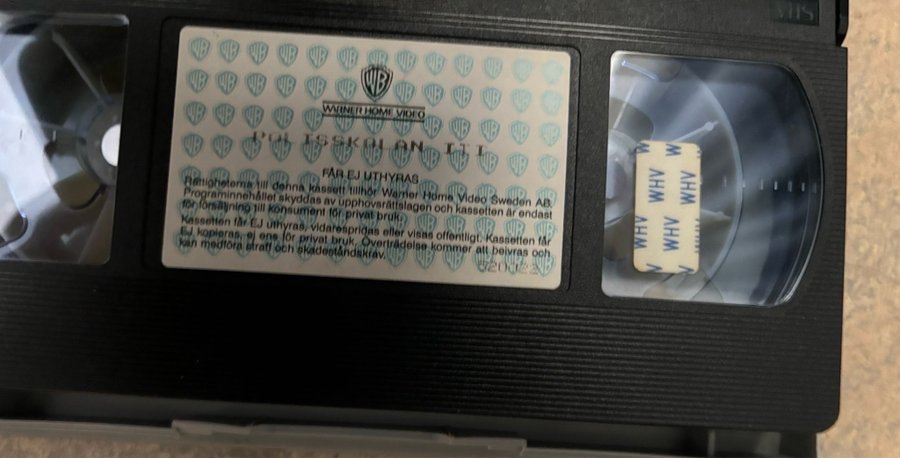 VHS
WB
WARNER HOME VIDEO
POLISSKOLAN III
FÅR EJ UTHYRAS
Rättigheterna till denna kassett tillhör Warner Home Video Sweden AB.
Programinnehållet skyddas av upphovsrättslagen och kassetten är endast
för försäljning till konsument för privat bruk.
Kassetten får EJ uthyras, vidarespridas eller visas offentligt. Kassetten får
EJ kopieras, ej ens för privat bruk. Överträdelse kommer att beivras och
kan medföra straff och skadeståndskrav.
WHV WHV WHV